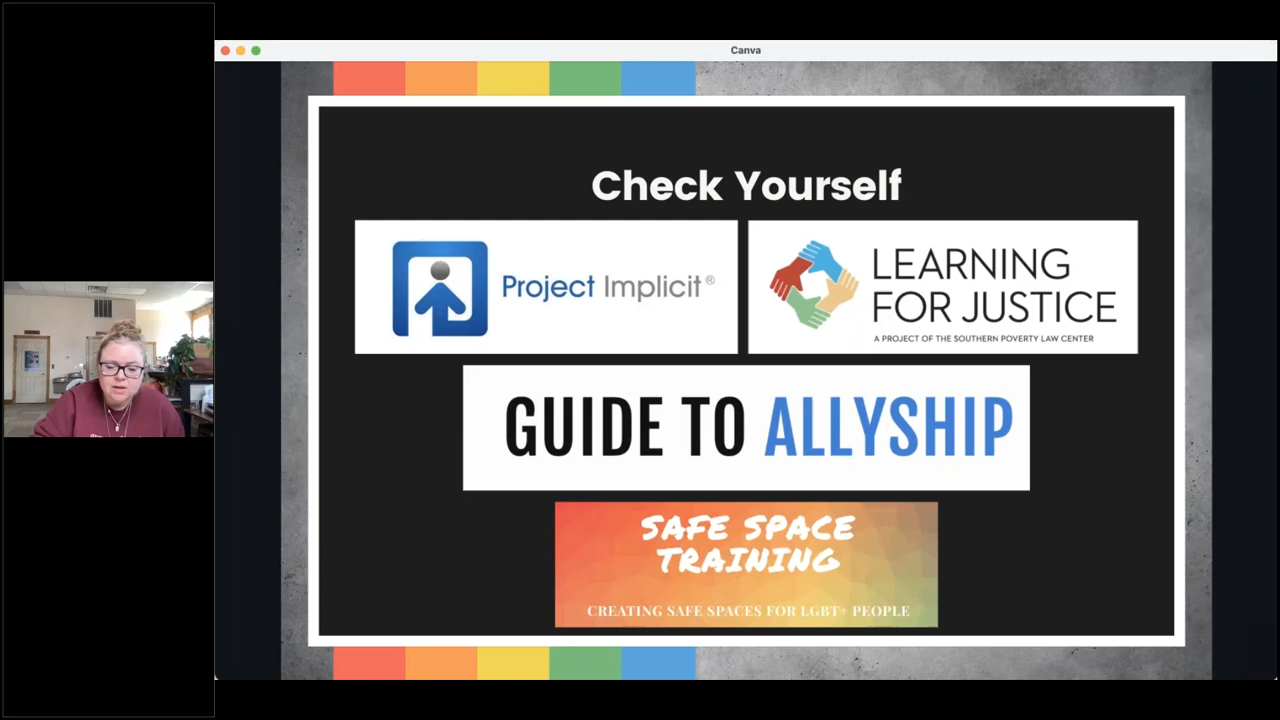 Canva
Check Yourself
Project Implicit®
LEARNING
FOR JUSTICE
A PROJECT OF THE SOUTHERN POVERTY LAW CENTER
GUIDE TO ALLYSHIP
SAFE SPACE
TRAINING
CREATING SAFE SPACES FOR LGBT+ PEOPLE